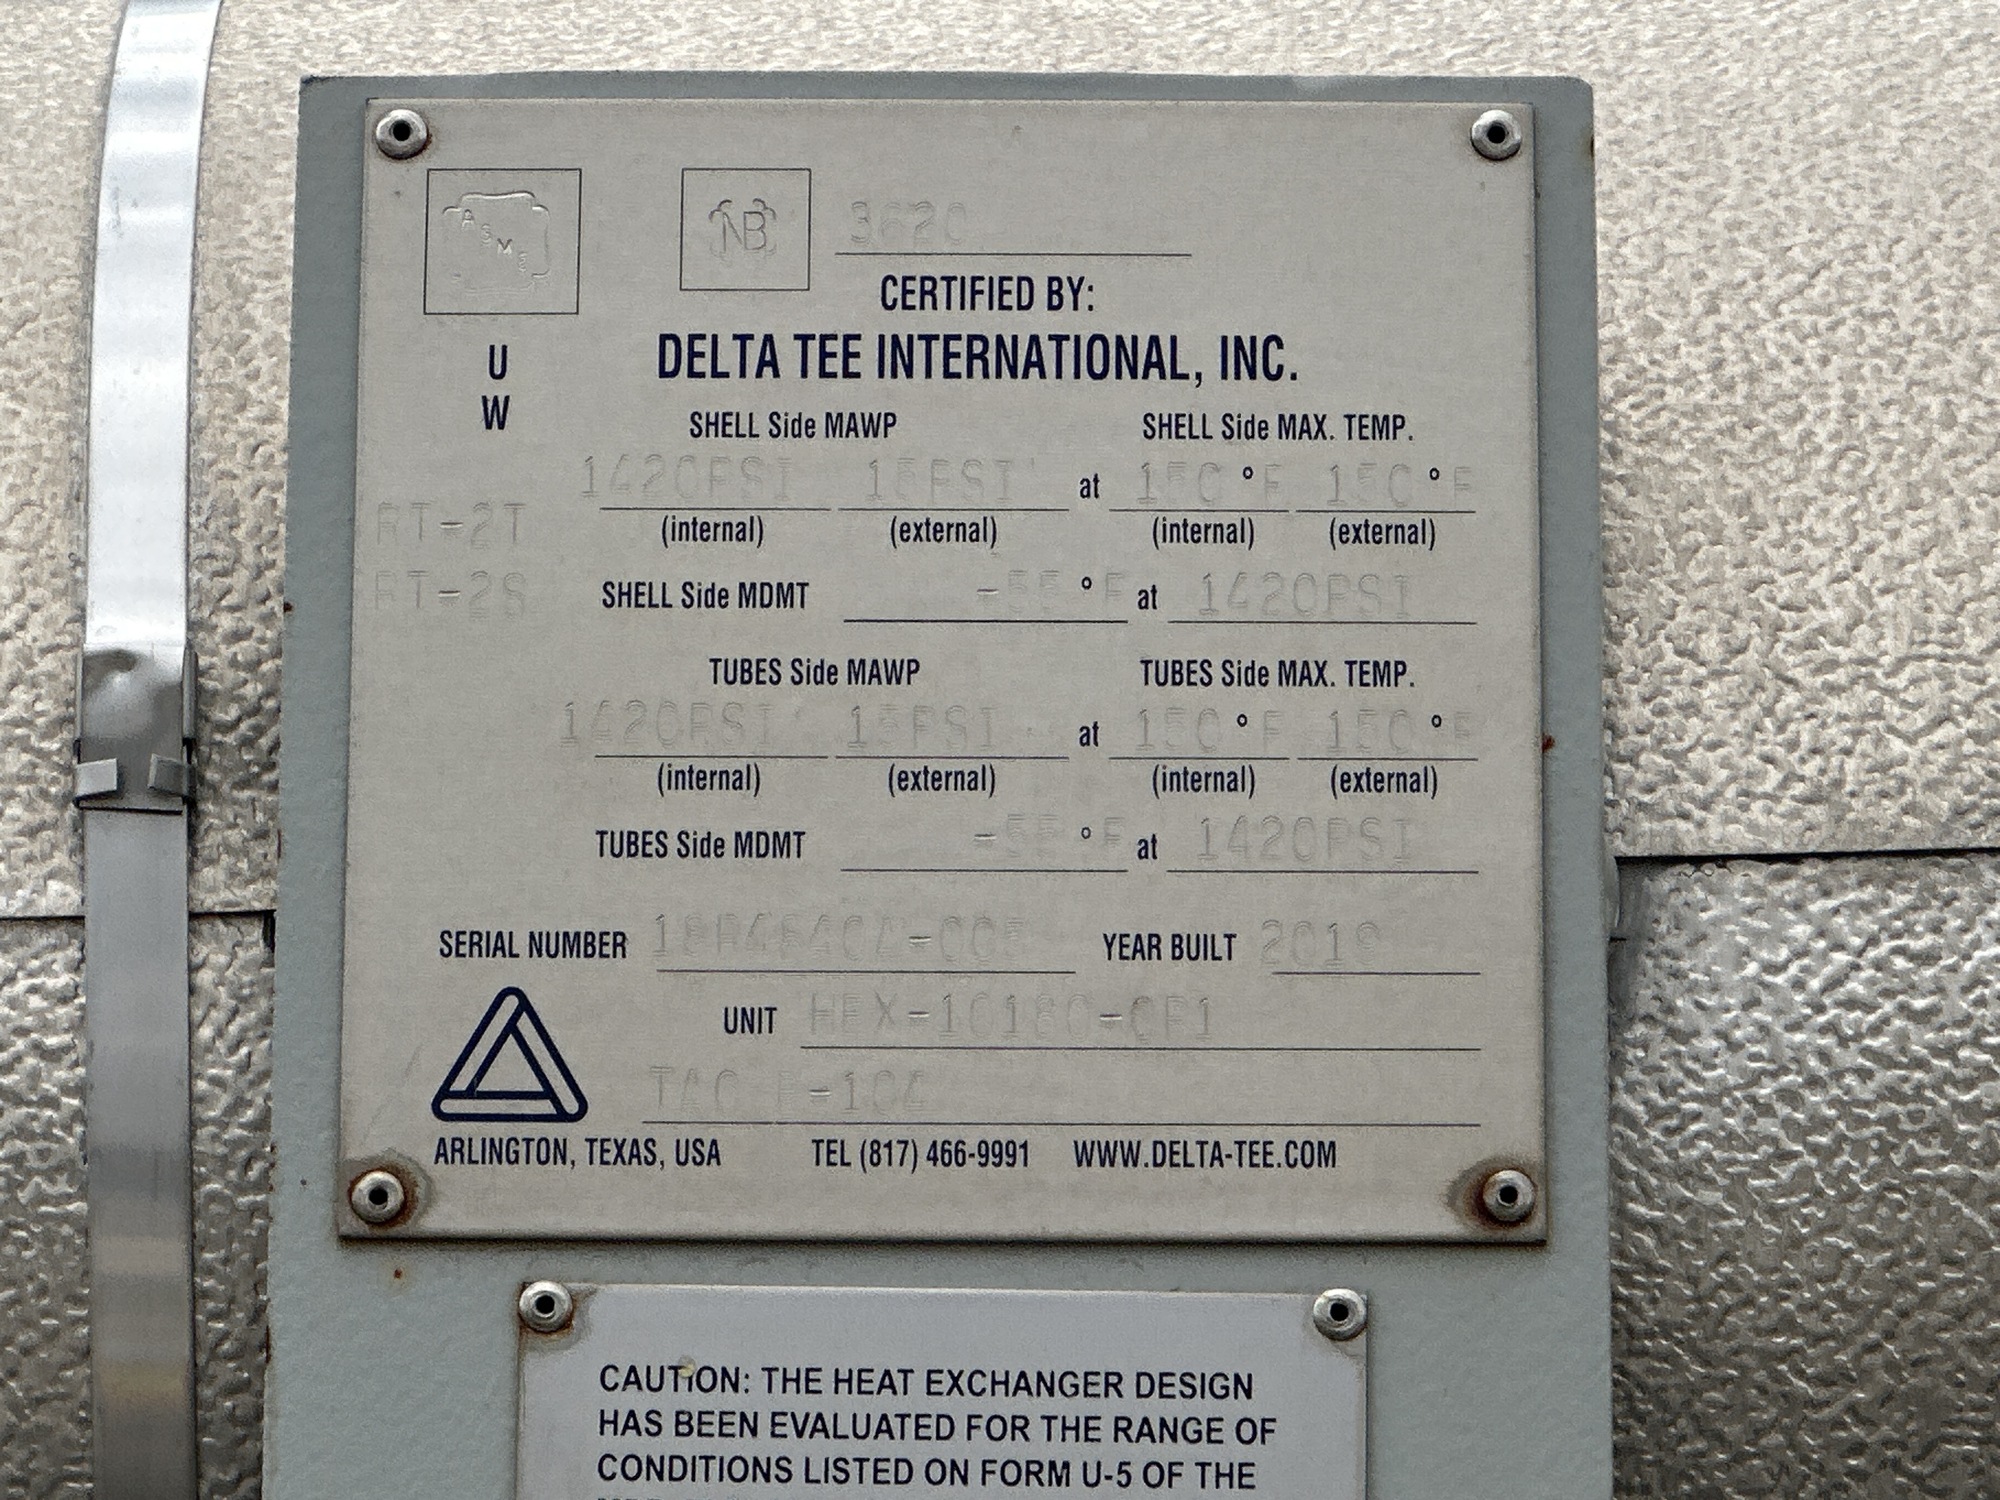 ASME
NB 3620
CERTIFIED BY:
U DELTA TEE INTERNATIONAL, INC.
W
SHELL Side MAWP SHELL Side MAX. TEMP.
1420PSI 15PSI at 150 °F 150 °F
RT-2T (internal) (external) (internal) (external)
RT-2S SHELL Side MDMT -55 °F at 1420PSI
TUBES Side MAWP TUBES Side MAX. TEMP.
1420PSI 15PSI at 150 °F 150 °F
(internal) (external) (internal) (external)
TUBES Side MDMT -55 °F at 1420PSI
SERIAL NUMBER YEAR BUILT 2019
UNIT
TAG
ARLINGTON, TEXAS, USA TEL (817) 466-9991 WWW.DELTA-TEE.COM
CAUTION: THE HEAT EXCHANGER DESIGN
HAS BEEN EVALUATED FOR THE RANGE OF
CONDITIONS LISTED ON FORM U-5 OF THE